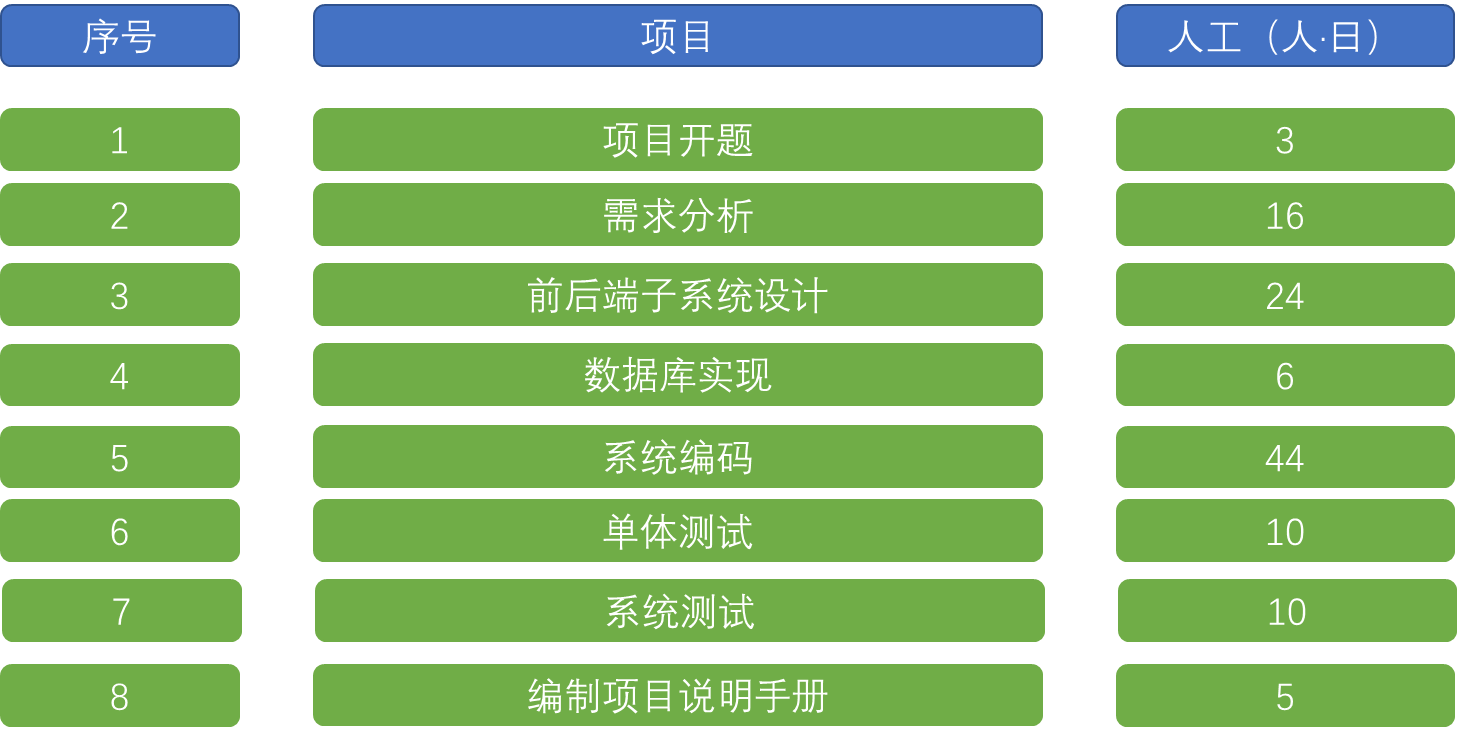 序号 项目 人工（人·日）
1 项目开题 3
2 需求分析 16
3 前后端子系统设计 24
4 数据库实现 6
5 系统编码 44
6 单体测试 10
7 系统测试 10
8 编制项目说明手册 5